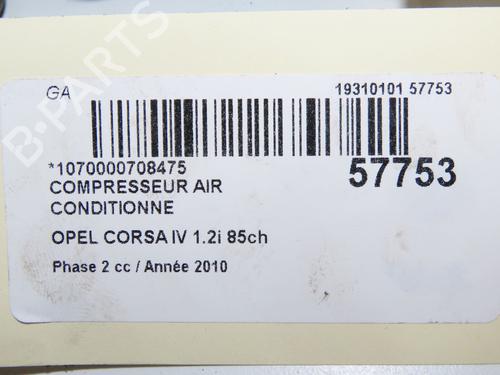 B-PARTS
GA
19310101 57753
*1070000708475
57753
COMPRESSEUR AIR
CONDITIONNE
OPEL CORSA IV 1.2i 85ch
Phase 2 cc / Année 2010